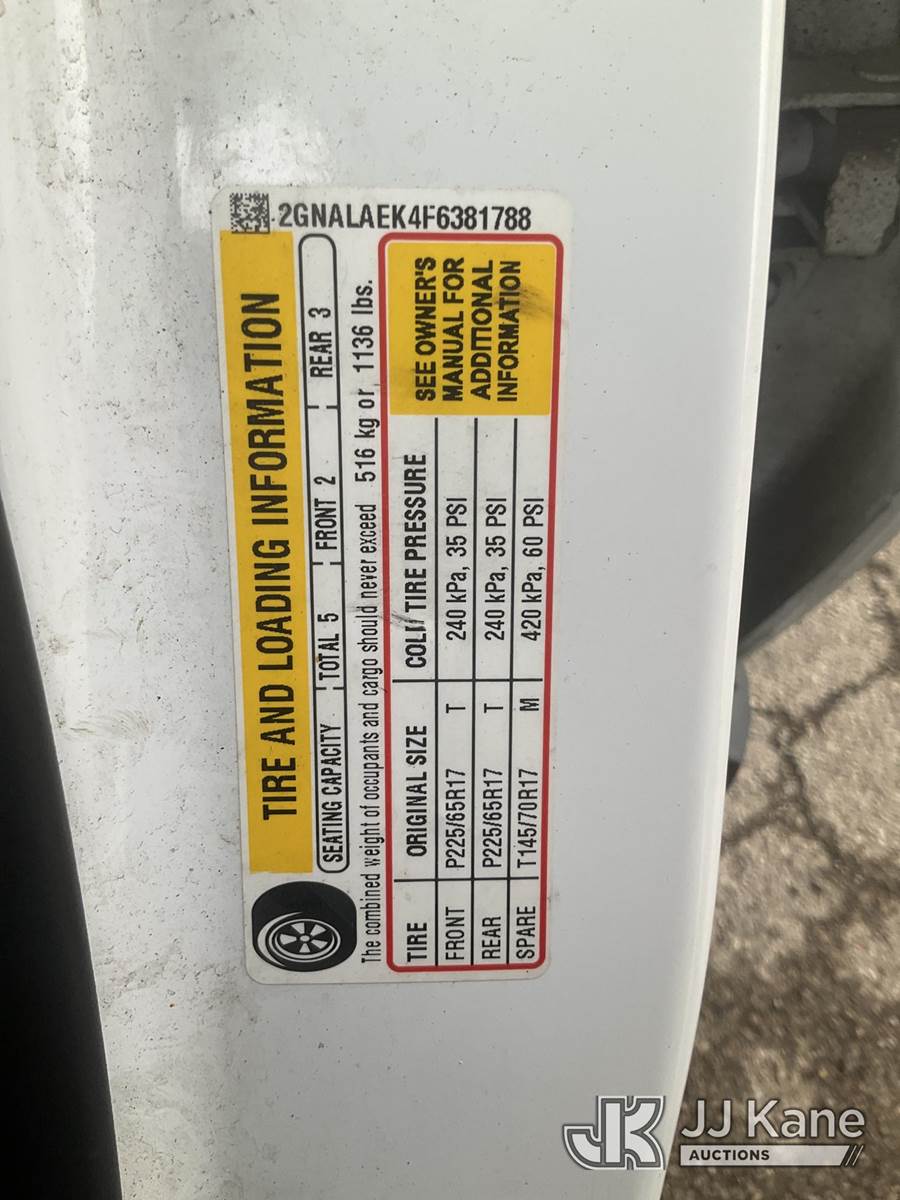 2GNALAEK4F6381788
TIRE AND LOADING INFORMATION
SEATING CAPACITY TOTAL 5 FRONT 2 REAR 3
The combined weight of occupants and cargo should never exceed 516 kg or 1136 lbs.
TIRE ORIGINAL SIZE COLD TIRE PRESSURE
FRONT P225/65R17 T 240 kPa, 35 PSI
REAR P225/65R17 T 240 kPa, 35 PSI
SPARE T145/70R17 M 420 kPa, 60 PSI
SEE OWNER'S
MANUAL FOR
ADDITIONAL
INFORMATION
JK JJ Kane
AUCTIONS